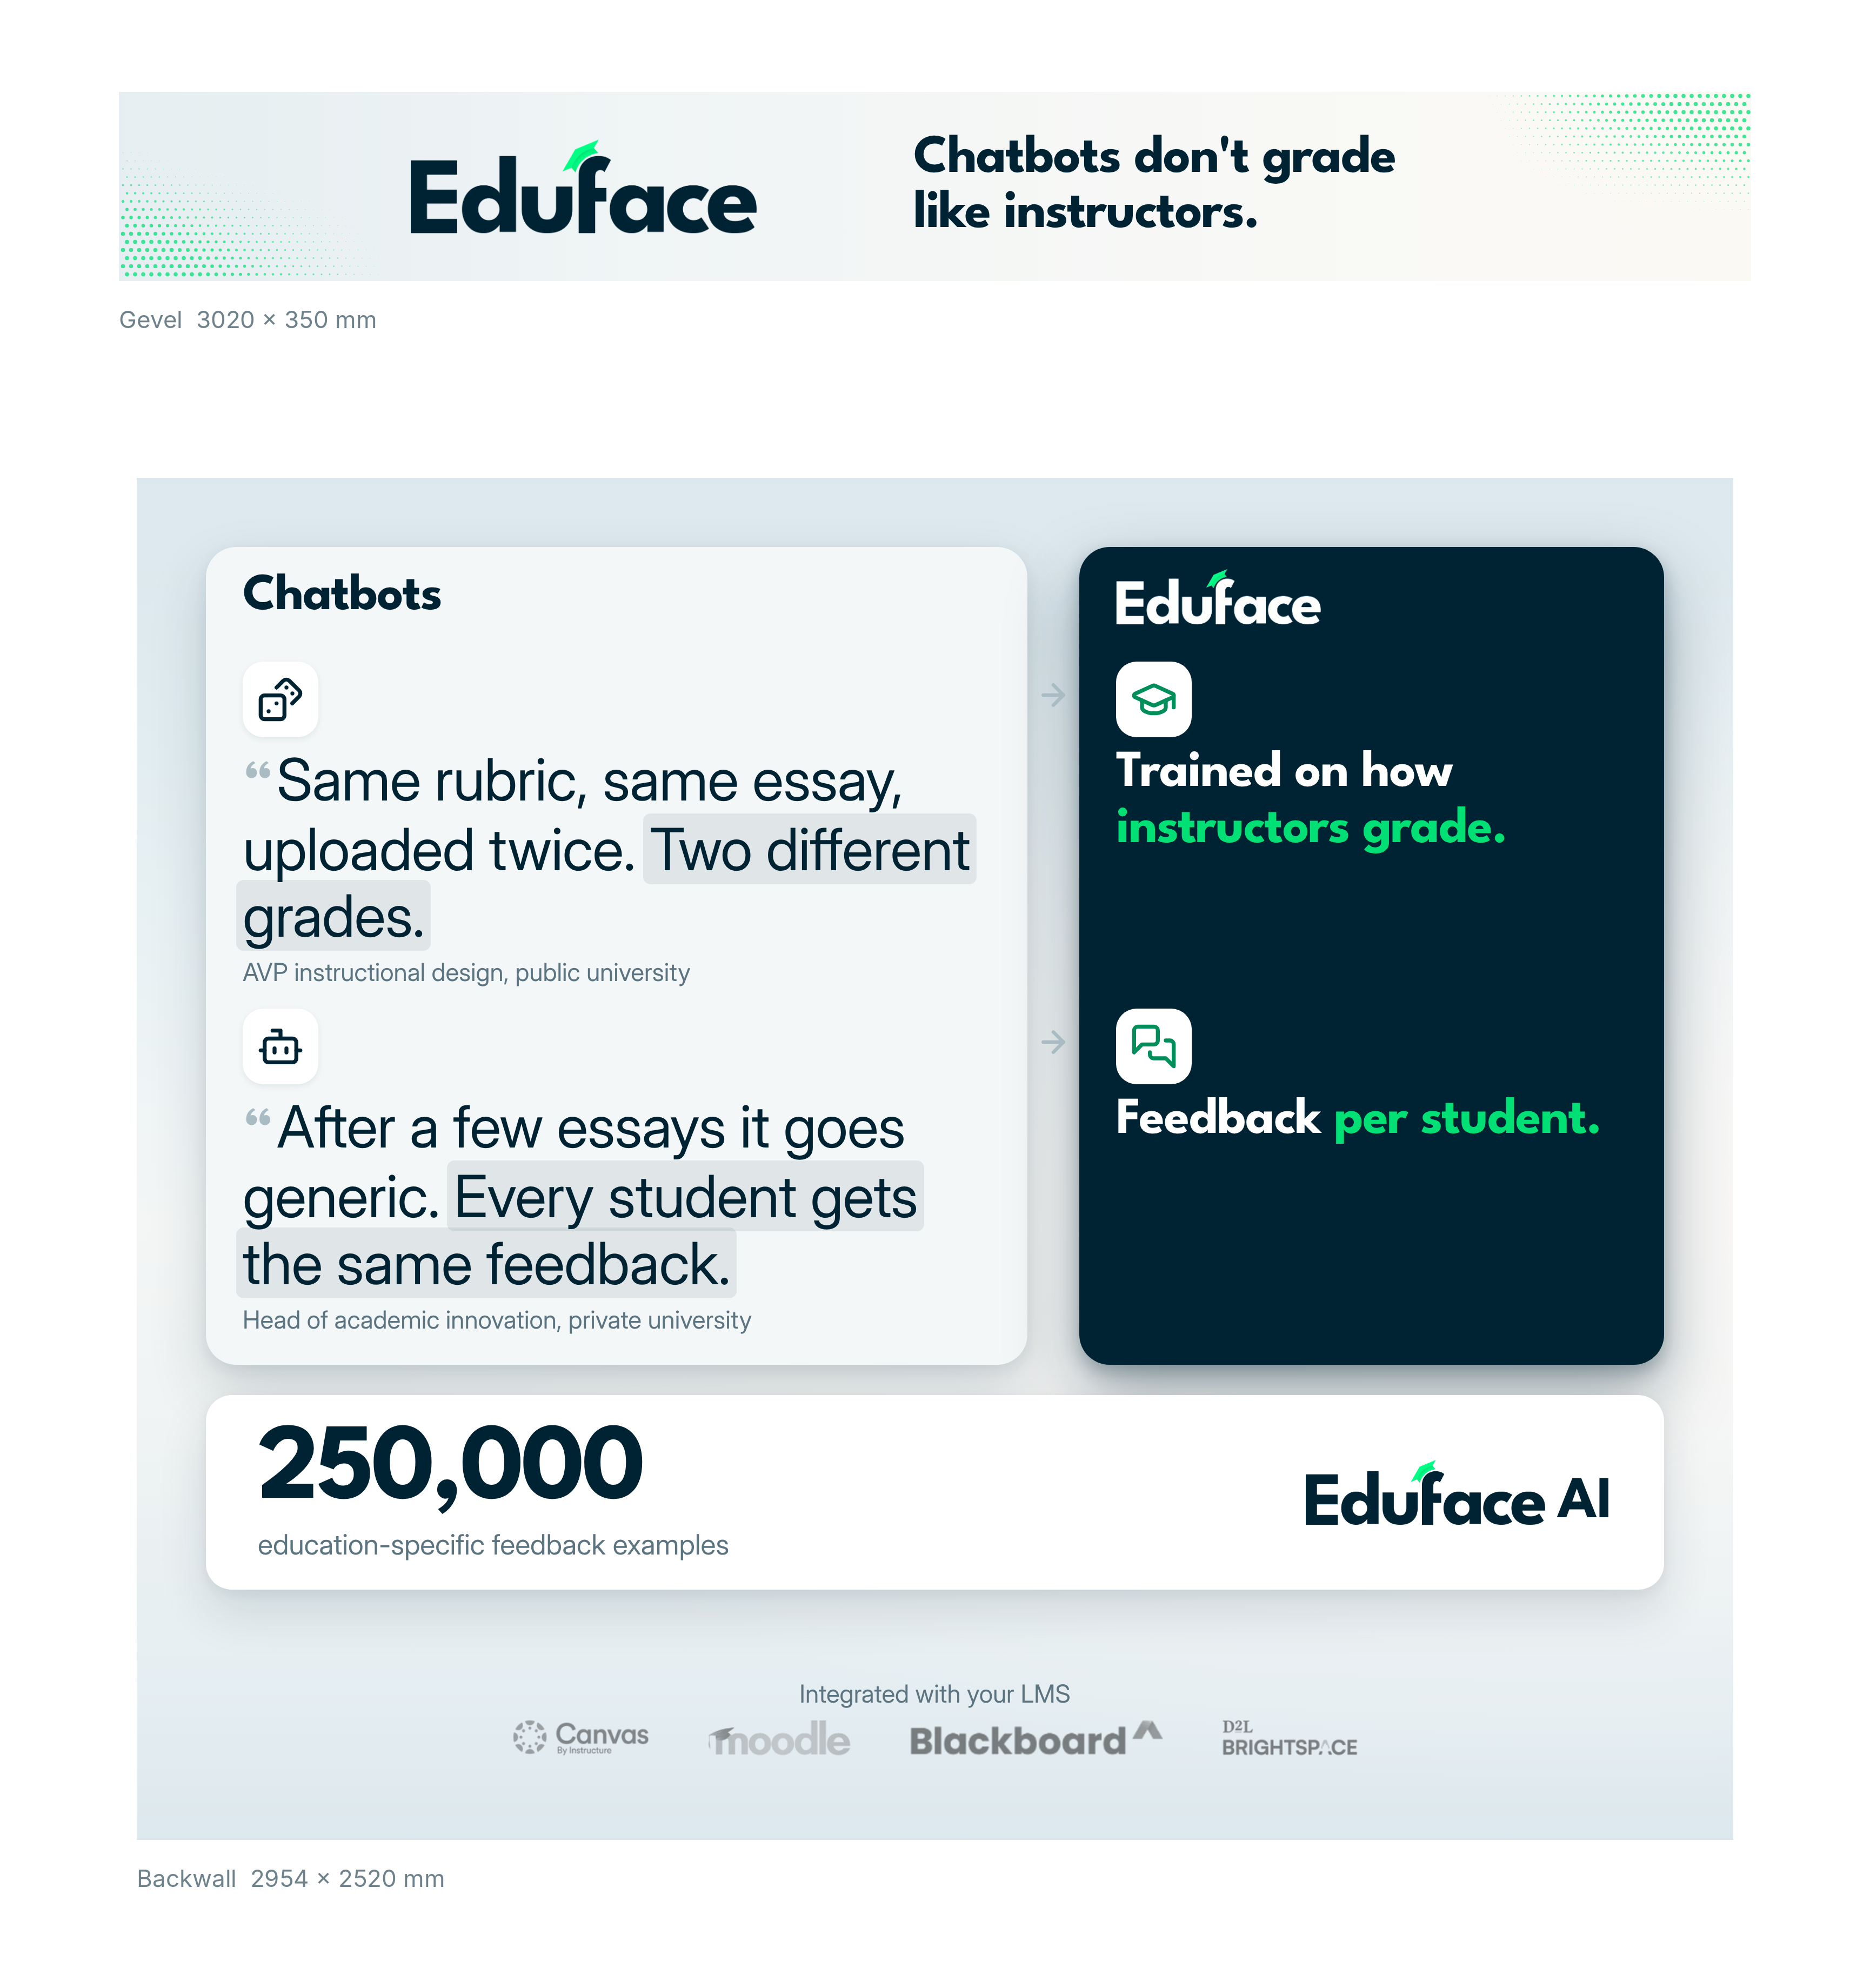 Eduface
Chatbots don't grade
like instructors.
Gevel 3020 × 350 mm
Chatbots
“Same rubric, same essay,
uploaded twice. Two different
grades.
AVP instructional design, public university
“After a few essays it goes
generic. Every student gets
the same feedback.
Head of academic innovation, private university
Eduface
Trained on how
instructors grade.
Feedback per student.
250,000
education-specific feedback examples
Eduface AI
Integrated with your LMS
Canvas
By Instructure
moodle
Blackboard
D2L
BRIGHTSPACE
Backwall 2954 × 2520 mm